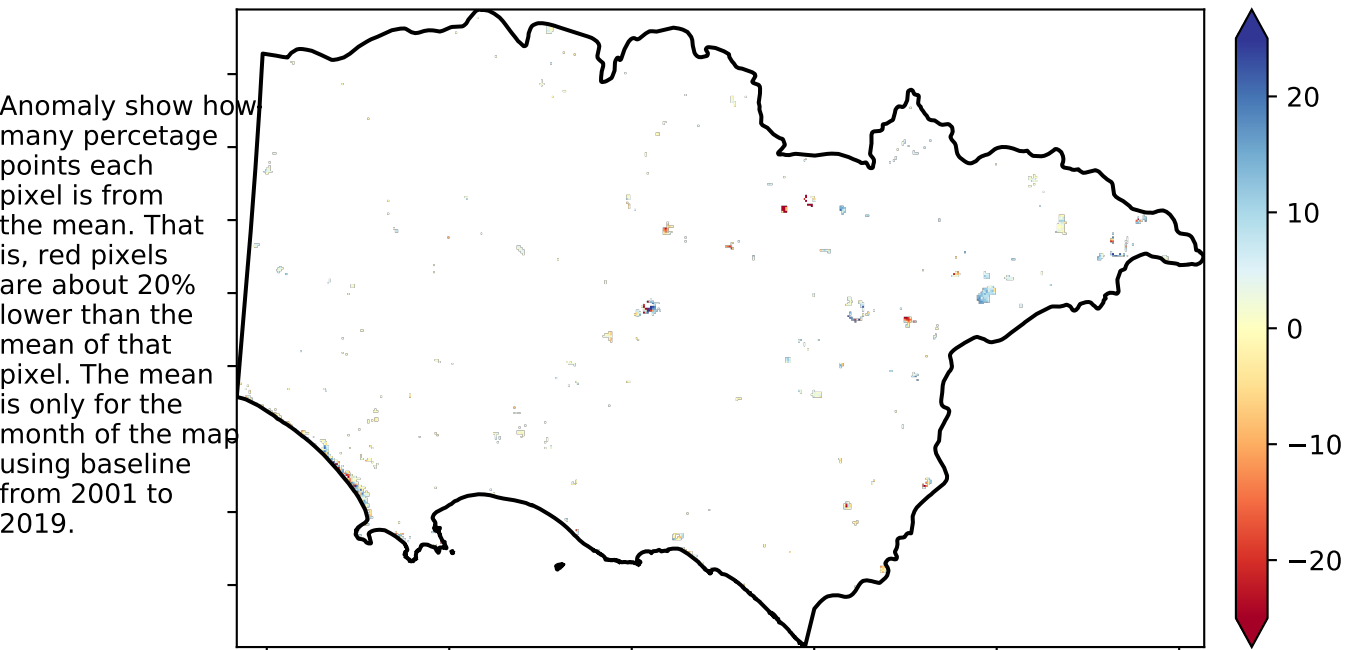 Anomaly show how
many percetage
points each
pixel is from
the mean. That
is, red pixels
are about 20%
lower than the
mean of that
pixel. The mean
is only for the
month of the map
using baseline
from 2001 to
2019.
20
10
0
−10
−20